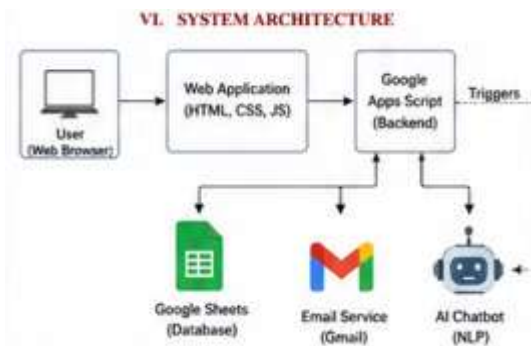 VI. SYSTEM ARCHITECTURE
User
(Web Browser)
Web Application
(HTML, CSS, JS)
Google
Apps Script
(Backend)
Triggers
Google Sheets
(Database)
Email Service
(Gmail)
AI Chatbot
(NLP)